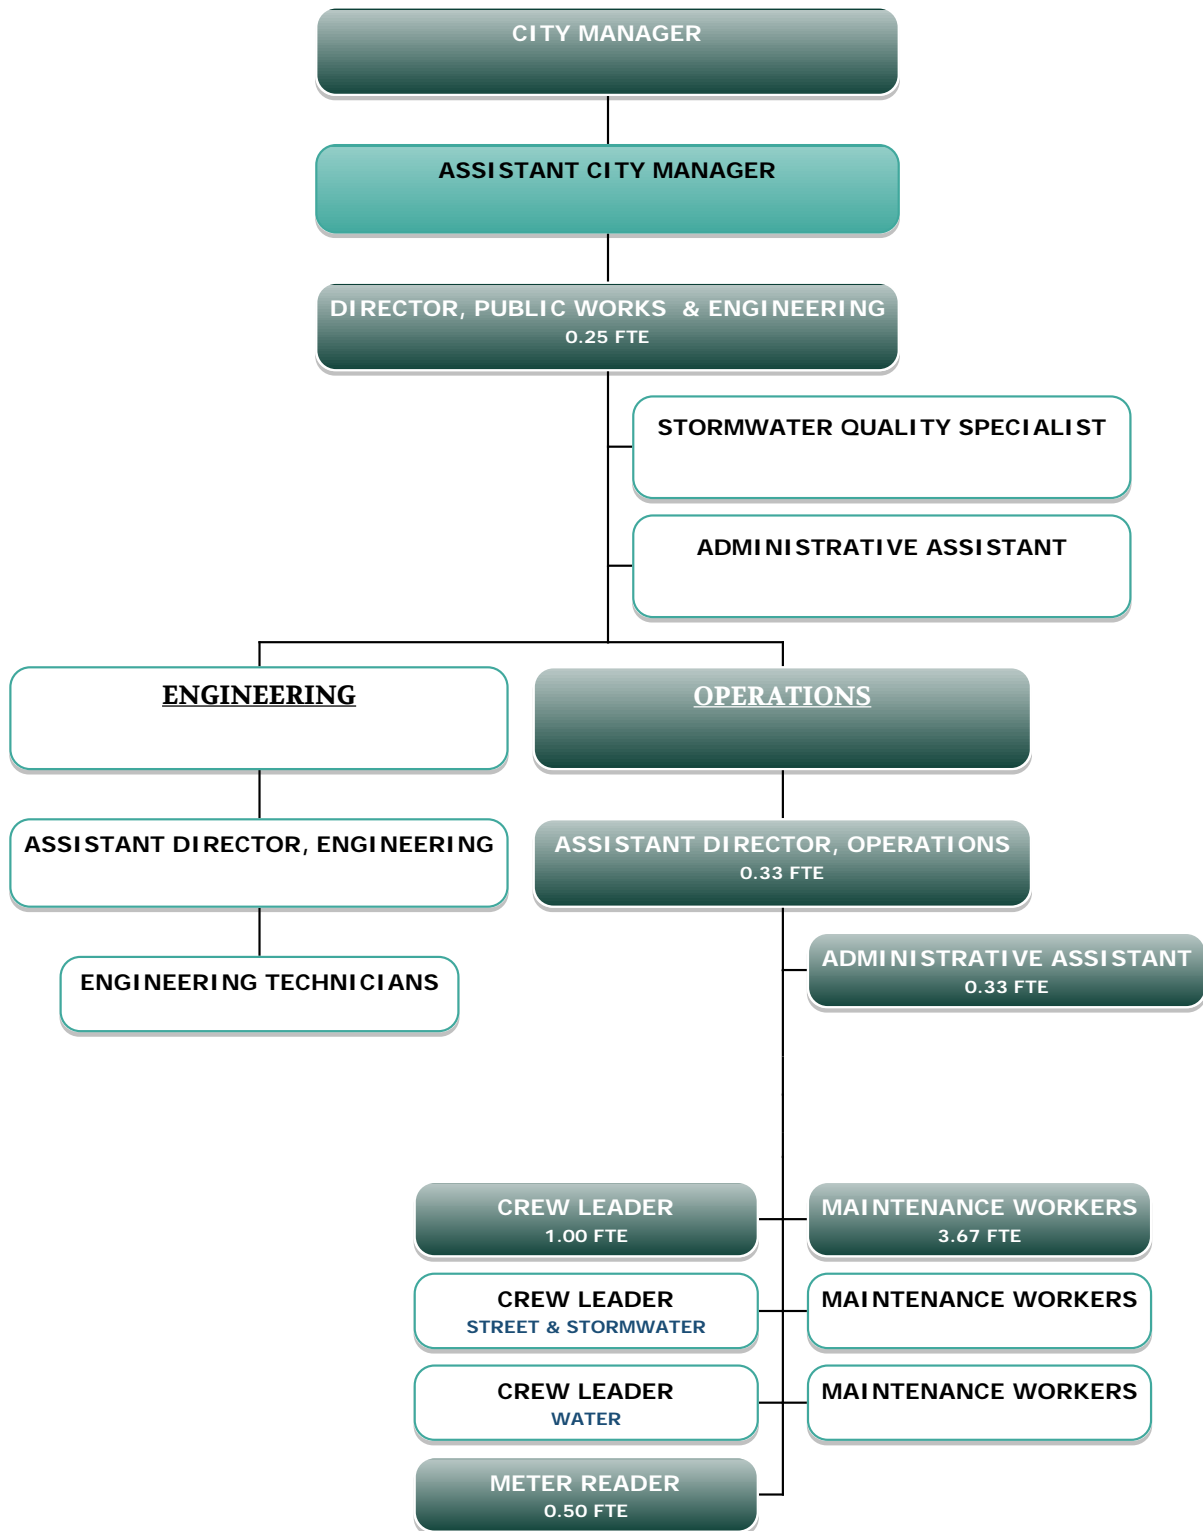 CITY MANAGER
ASSISTANT CITY MANAGER
DIRECTOR, PUBLIC WORKS & ENGINEERING
0.25 FTE
STORMWATER QUALITY SPECIALIST
ADMINISTRATIVE ASSISTANT
ENGINEERING
OPERATIONS
ASSISTANT DIRECTOR, ENGINEERING
ASSISTANT DIRECTOR, OPERATIONS
0.33 FTE
ADMINISTRATIVE ASSISTANT
0.33 FTE
ENGINEERING TECHNICIANS
CREW LEADER
1.00 FTE
MAINTENANCE WORKERS
3.67 FTE
CREW LEADER
STREET & STORMWATER
MAINTENANCE WORKERS
CREW LEADER
WATER
MAINTENANCE WORKERS
METER READER
0.50 FTE